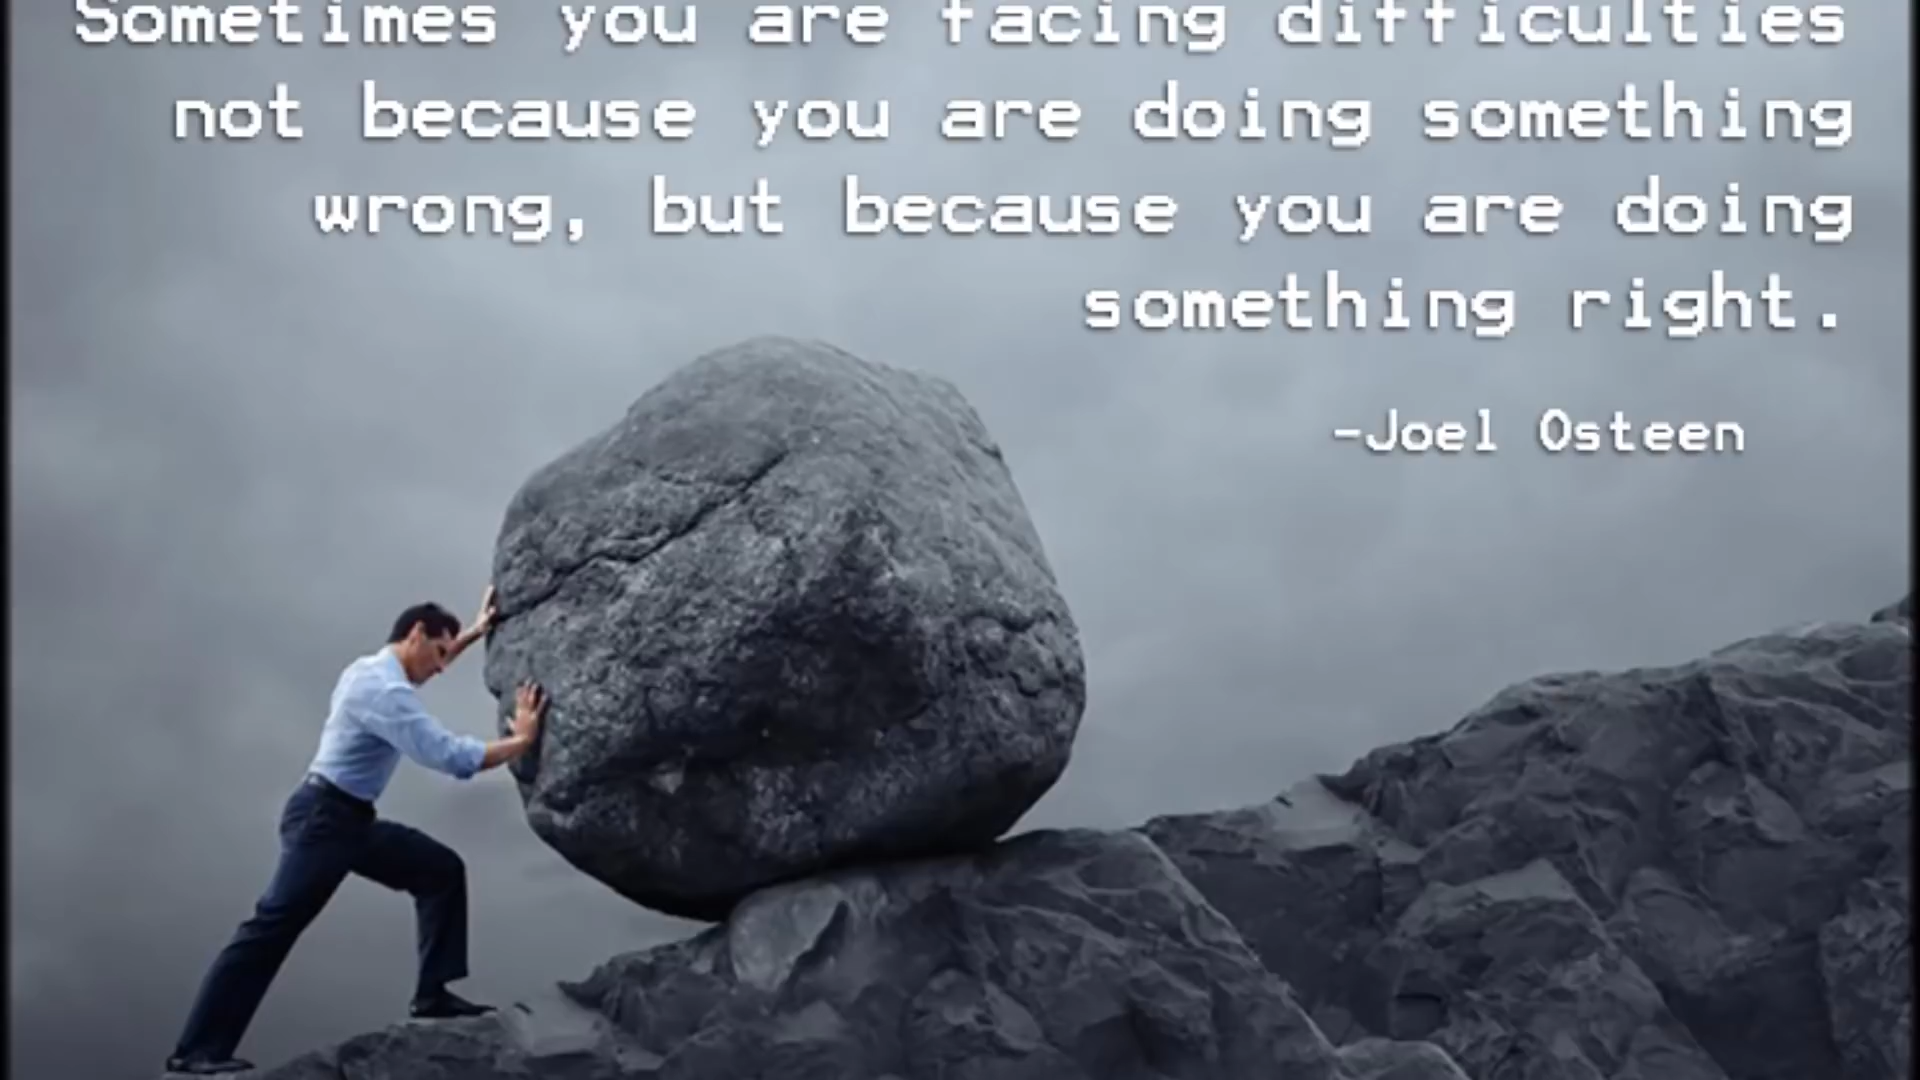 Sometimes you are facing difficulties
not because you are doing something
wrong, but because you are doing
something right.
-Joel Osteen